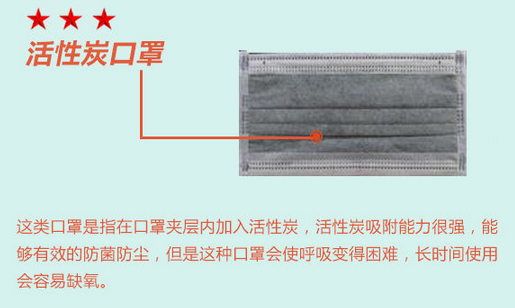 活性炭口罩
这类口罩是指在口罩夹层内加入活性炭，活性炭吸附能力很强，能
够有效的防菌防尘，但是这种口罩会使呼吸变得困难，长时间使用
会容易缺氧。